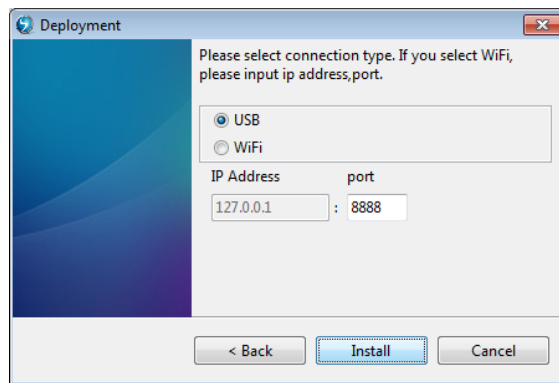 Deployment
Please select connection type. If you select WiFi,
please input ip address,port.
USB
WiFi
IP Address port
127.0.0.1 : 8888
< Back Install Cancel